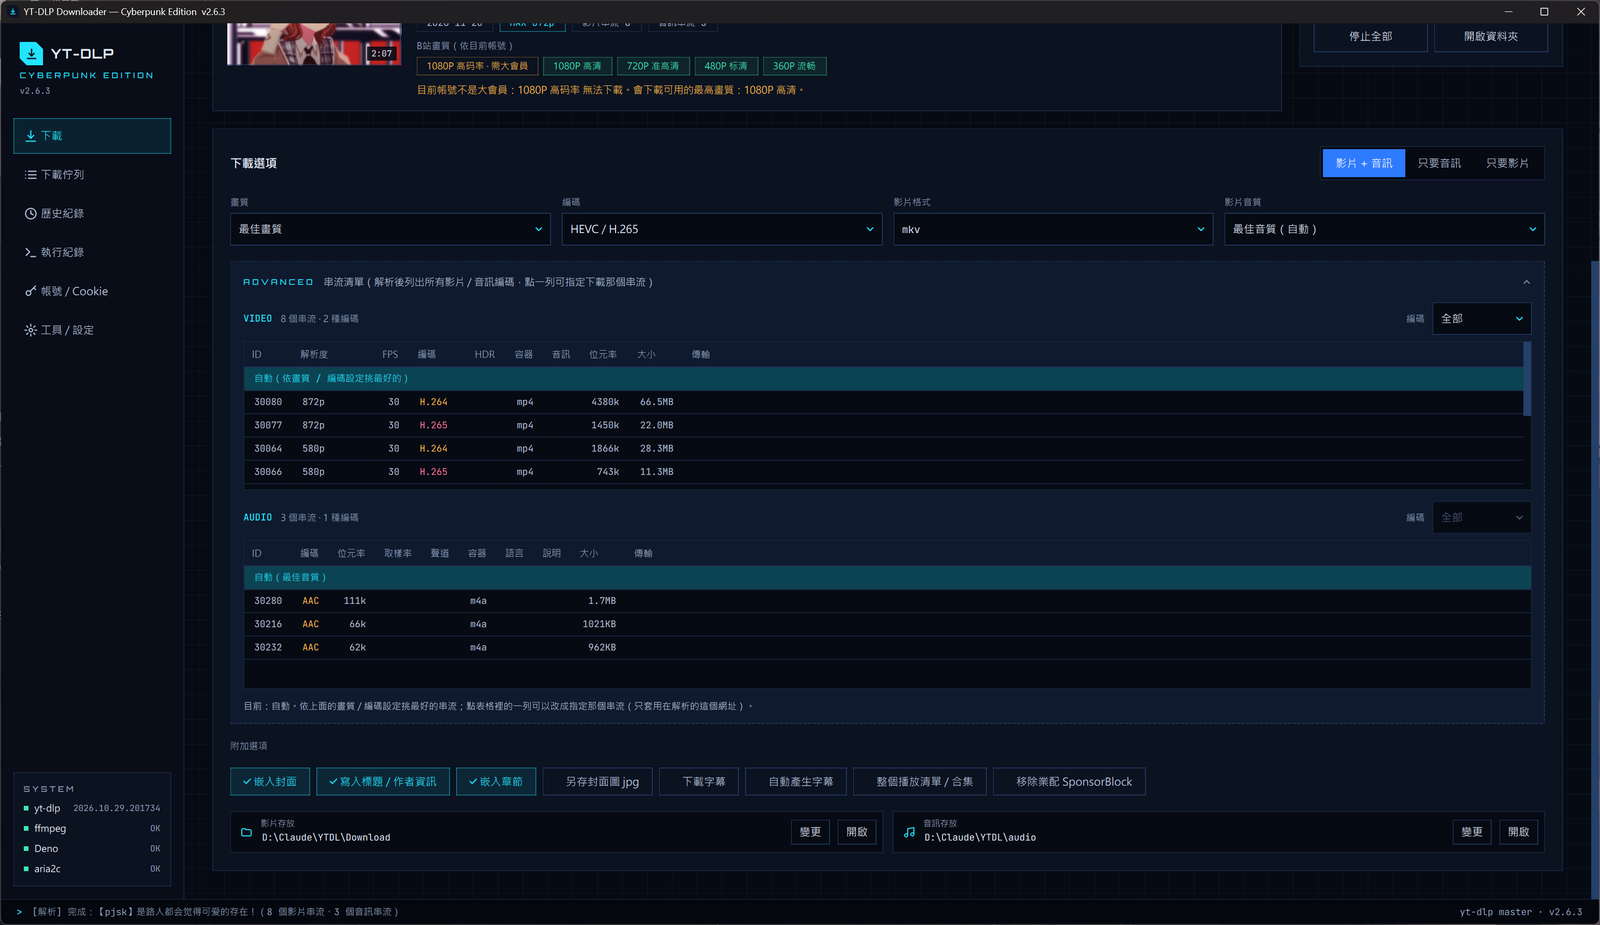 YT-DLP Downloader — Cyberpunk Edition v2.6.3
YT-DLP
CYBERPUNK EDITION
v2.6.3
下載
下載佇列
歷史紀錄
執行紀錄
帳號 / Cookie
工具 / 設定
SYSTEM
yt-dlp 2026.10.29.201734
ffmpeg OK
Deno OK
aria2c OK
2:07
B站畫質 ( 依目前帳號 )
1080P 高码率 · 需大會員 1080P 高清 720P 准高清 480P 标清 360P 流畅
目前帳號不是大會員：1080P 高码率 無法下載。會下載可用的最高畫質：1080P 高清。
停止全部 開啟資料夾
下載選項
影片 + 音訊 只要音訊 只要影片
畫質 編碼 影片格式 影片音質
最佳畫質 HEVC / H.265 mkv 最佳音質 ( 自動 )
ADVANCED 串流清單 ( 解析後列出所有影片 / 音訊編碼 · 點一列可指定下載那個串流 )
VIDEO 8 個串流 · 2 種編碼 編碼 全部
ID 解析度 FPS 編碼 HDR 容器 音訊 位元率 大小 傳輸
自動 ( 依畫質 / 編碼設定挑最好的 )
30080 872p 30 H.264 mp4 4380k 66.5MB
30077 872p 30 H.265 mp4 1450k 22.0MB
30064 580p 30 H.264 mp4 1866k 28.3MB
30066 580p 30 H.265 mp4 743k 11.3MB
AUDIO 3 個串流 · 1 種編碼 編碼 全部
ID 編碼 位元率 取樣率 聲道 容器 語言 說明 大小 傳輸
自動 ( 最佳音質 )
30280 AAC 111k m4a 1.7MB
30216 AAC 66k m4a 1021KB
30232 AAC 62k m4a 962KB
目前：自動。依上面的畫質 / 編碼設定挑最好的串流；點表格裡的一列可以改成指定那個串流 ( 只套用在解析的這個網址 ) 。
附加選項
嵌入封面 寫入標題 / 作者資訊 嵌入章節 另存封面圖 jpg 下載字幕 自動產生字幕 整個播放清單 / 合集 移除業配 SponsorBlock
影片存放
D:\Claude\YTDL\Download
變更 開啟
音訊存放
D:\Claude\YTDL\audio
變更 開啟
> [解析] 完成：【pjsk】是路人都会觉得可爱的存在！( 8 個影片串流、3 個音訊串流 )
yt-dlp master · v2.6.3